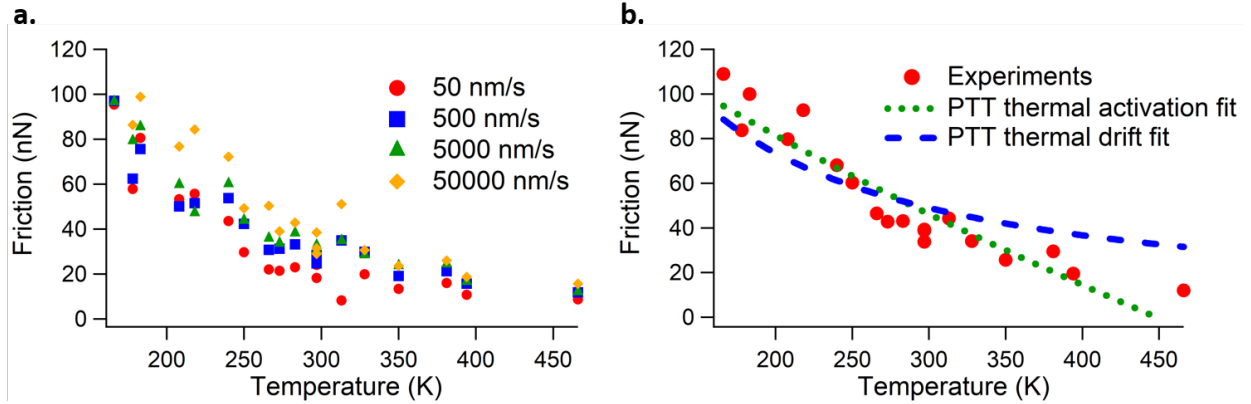 a.
120
100
80
60
40
20
0
Friction (nN)
50 nm/s
500 nm/s
5000 nm/s
50000 nm/s
200 250 300 350 400 450
Temperature (K)
b.
120
100
80
60
40
20
0
Friction (nN)
Experiments
PTT thermal activation fit
PTT thermal drift fit
200 250 300 350 400 450
Temperature (K)